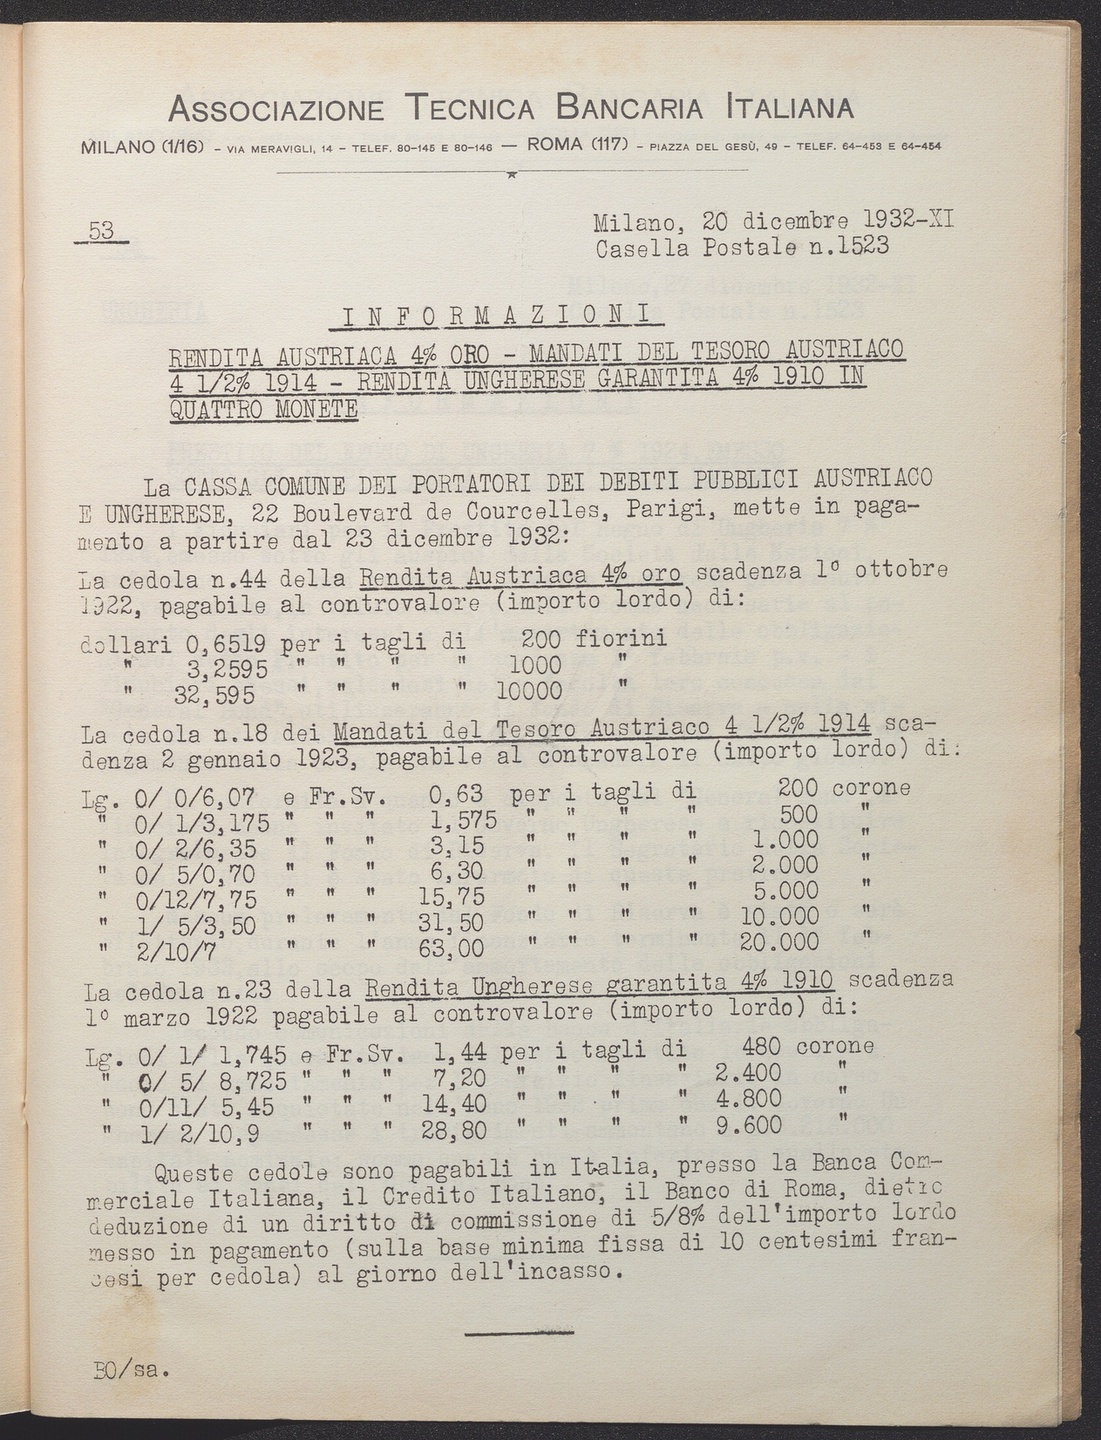 ASSOCIAZIONE TECNICA BANCARIA ITALIANA
MILANO (1/16) – VIA MERAVIGLI, 14 – TELEF. 80-145 E 80-146 — ROMA (117) – PIAZZA DEL GESÙ, 49 – TELEF. 64-453 E 64-454
53
Milano, 20 dicembre 1932-XI
Casella Postale n.1523
I N F O R M A Z I O N I
RENDITA AUSTRIACA 4% ORO - MANDATI DEL TESORO AUSTRIACO
4 1/2% 1914 - RENDITA UNGHERESE GARANTITA 4% 1910 IN
QUATTRO MONETE
La CASSA COMUNE DEI PORTATORI DEI DEBITI PUBBLICI AUSTRIACO
E UNGHERESE, 22 Boulevard de Courcelles, Parigi, mette in paga-
mento a partire dal 23 dicembre 1932:
La cedola n.44 della Rendita Austriaca 4% oro scadenza 1º ottobre
1922, pagabile al controvalore (importo lordo) di:
dollari 0,6519 per i tagli di 200 fiorini
" 3,2595 " " " " 1000 "
" 32,595 " " " " 10000 "
La cedola n.18 dei Mandati del Tesoro Austriaco 4 1/2% 1914 sca-
denza 2 gennaio 1923, pagabile al controvalore (importo lordo) di:
Lg. 0/ 0/6,07 e Fr.Sv. 0,63 per i tagli di 200 corone
" 0/ 1/3,175 " " " 1,575 " " " " 500 "
" 0/ 2/6,35 " " " 3,15 " " " " 1.000 "
" 0/ 5/0,70 " " " 6,30 " " " " 2.000 "
" 0/12/7,75 " " " 15,75 " " " " 5.000 "
" 1/ 5/3,50 " " " 31,50 " " " " 10.000 "
" 2/10/7 " " " 63,00 " " " " 20.000 "
La cedola n.23 della Rendita Ungherese garantita 4% 1910 scadenza
1º marzo 1922 pagabile al controvalore (importo lordo) di:
Lg. 0/ 1/ 1,745 e Fr.Sv. 1,44 per i tagli di 480 corone
" 0/ 5/ 8,725 " " " 7,20 " " " " 2.400 "
" 0/11/ 5,45 " " " 14,40 " " " " 4.800 "
" 1/ 2/10,9 " " " 28,80 " " " " 9.600 "
Queste cedole sono pagabili in Italia, presso la Banca Com-
merciale Italiana, il Credito Italiano, il Banco di Roma, dietro
deduzione di un diritto di commissione di 5/8% dell'importo lordo
messo in pagamento (sulla base minima fissa di 10 centesimi fran-
cesi per cedola) al giorno dell'incasso.
BO/sa.